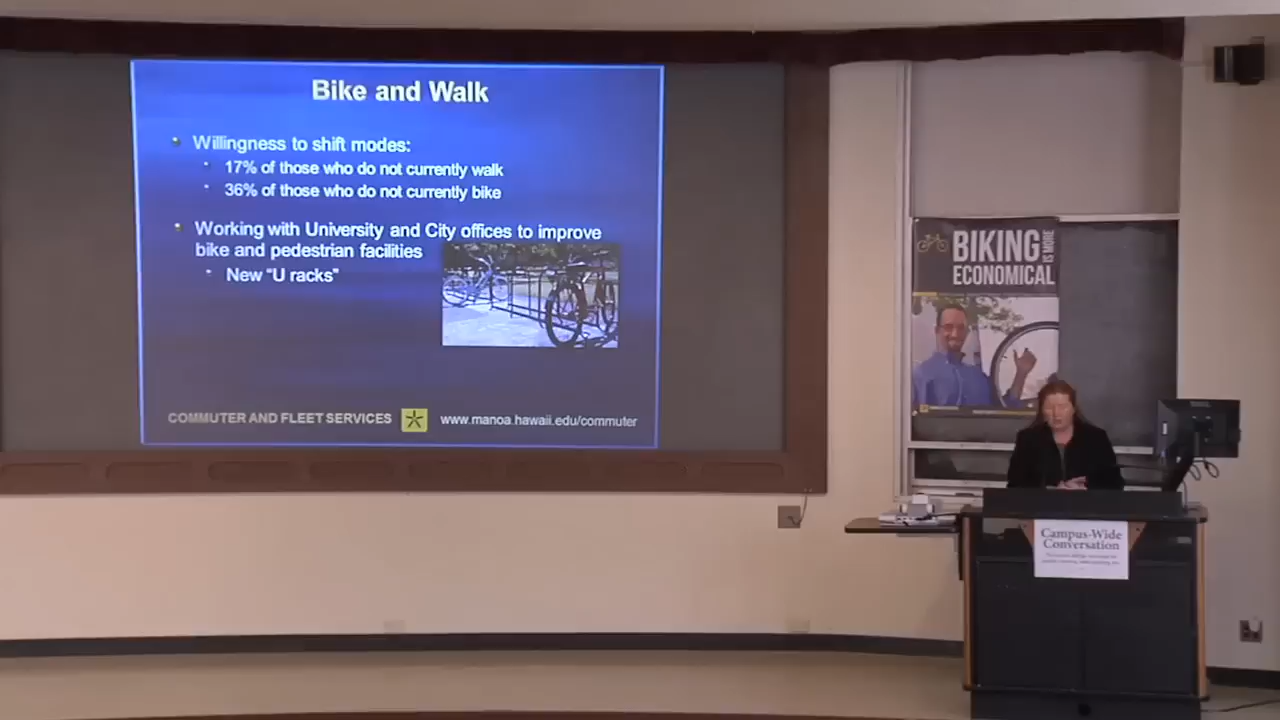 Bike and Walk
Willingness to shift modes:
17% of those who do not currently walk
36% of those who do not currently bike
Working with University and City offices to improve
bike and pedestrian facilities
New “U racks”
COMMUTER AND FLEET SERVICES
www.manoa.hawaii.edu/commuter
BIKING
IS MORE
ECONOMICAL
Campus-Wide
Conversation